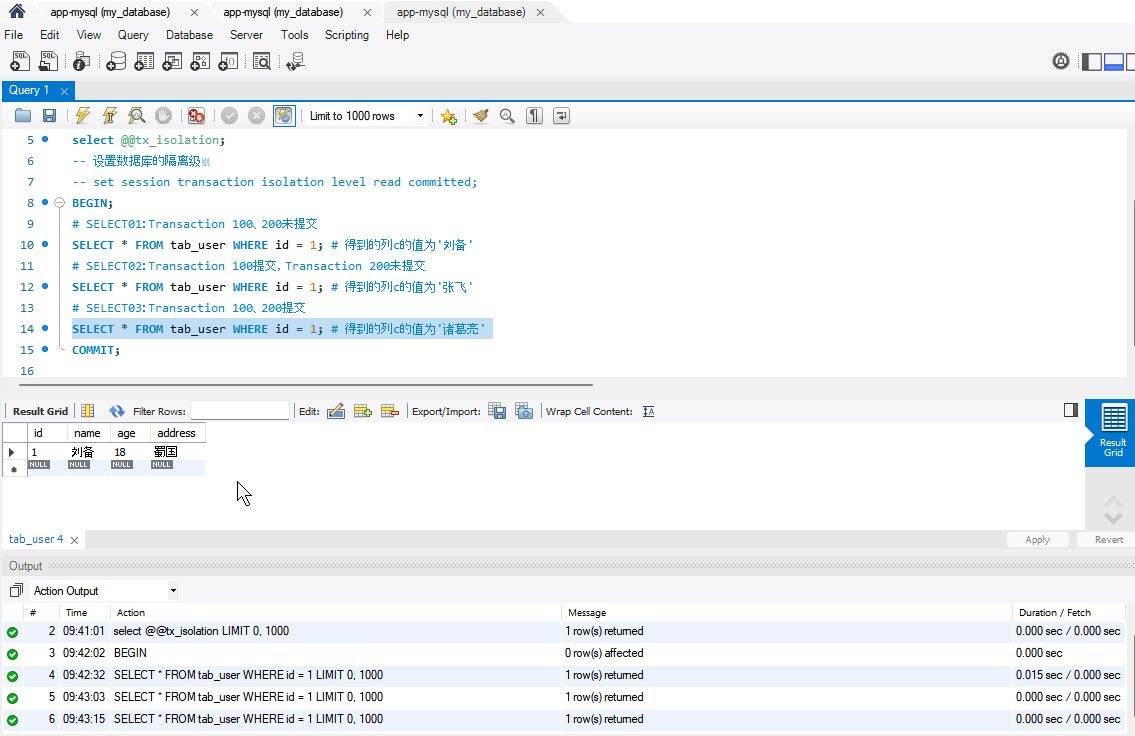 app-mysql (my_database) app-mysql (my_database) app-mysql (my_database)
File Edit View Query Database Server Tools Scripting Help
Query 1
Limit to 1000 rows
5 select @@tx_isolation;
6 -- 设置数据库的隔离级别
7 -- set session transaction isolation level read committed;
8 BEGIN;
9 # SELECT01：Transaction 100、200未提交
10 SELECT * FROM tab_user WHERE id = 1; # 得到的列c的值为'刘备'
11 # SELECT02：Transaction 100提交，Transaction 200未提交
12 SELECT * FROM tab_user WHERE id = 1; # 得到的列c的值为'张飞'
13 # SELECT03：Transaction 100、200提交
14 SELECT * FROM tab_user WHERE id = 1; # 得到的列c的值为'诸葛亮'
15 COMMIT;
16
Result Grid Filter Rows: Edit: Export/Import: Wrap Cell Content: IA
id name age address
1 刘备 18 蜀国
NULL NULL NULL NULL
Result
Grid
tab_user 4 Apply Revert
Output
Action Output
# Time Action Message Duration / Fetch
2 09:41:01 select @@tx_isolation LIMIT 0, 1000 1 row(s) returned 0.000 sec / 0.000 sec
3 09:42:02 BEGIN 0 row(s) affected 0.000 sec
4 09:42:32 SELECT * FROM tab_user WHERE id = 1 LIMIT 0, 1000 1 row(s) returned 0.015 sec / 0.000 sec
5 09:43:03 SELECT * FROM tab_user WHERE id = 1 LIMIT 0, 1000 1 row(s) returned 0.000 sec / 0.000 sec
6 09:43:15 SELECT * FROM tab_user WHERE id = 1 LIMIT 0, 1000 1 row(s) returned 0.000 sec / 0.000 sec